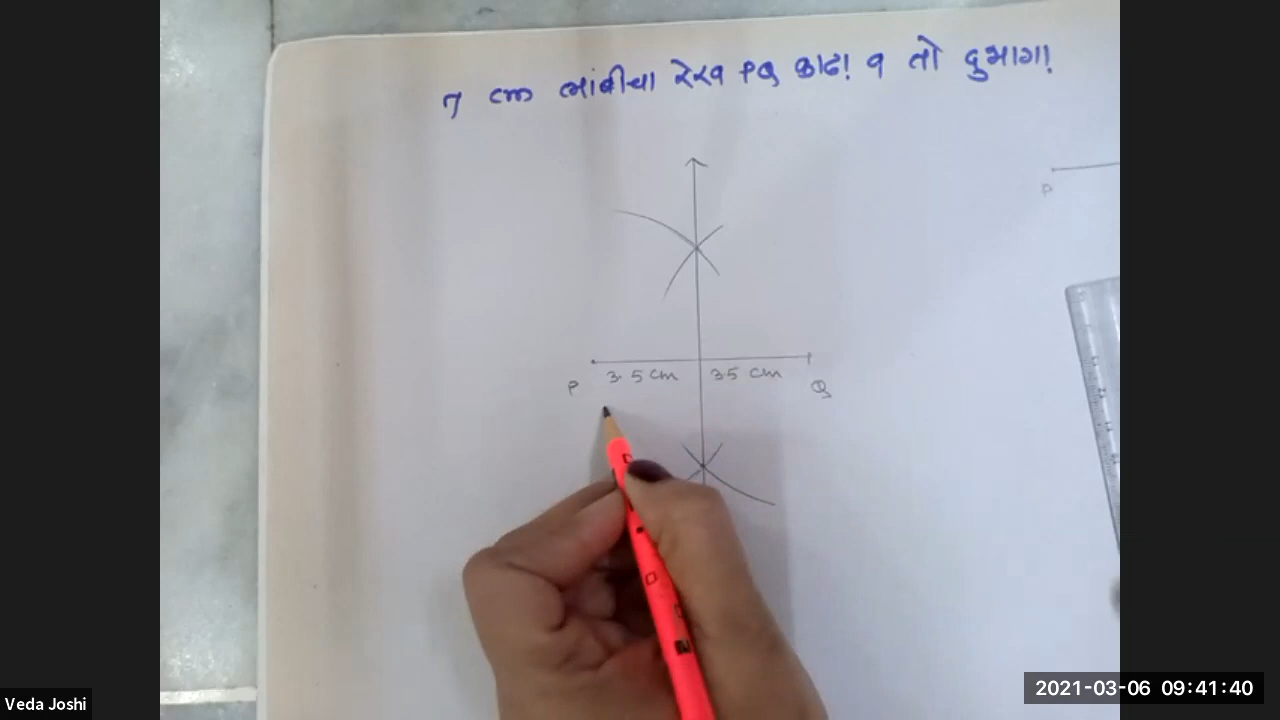 7 cm लांबीचा रेख PQ काढा व तो दुभागा.
P
3.5 cm 3.5 cm
P Q
Veda Joshi
2021-03-06 09:41:40